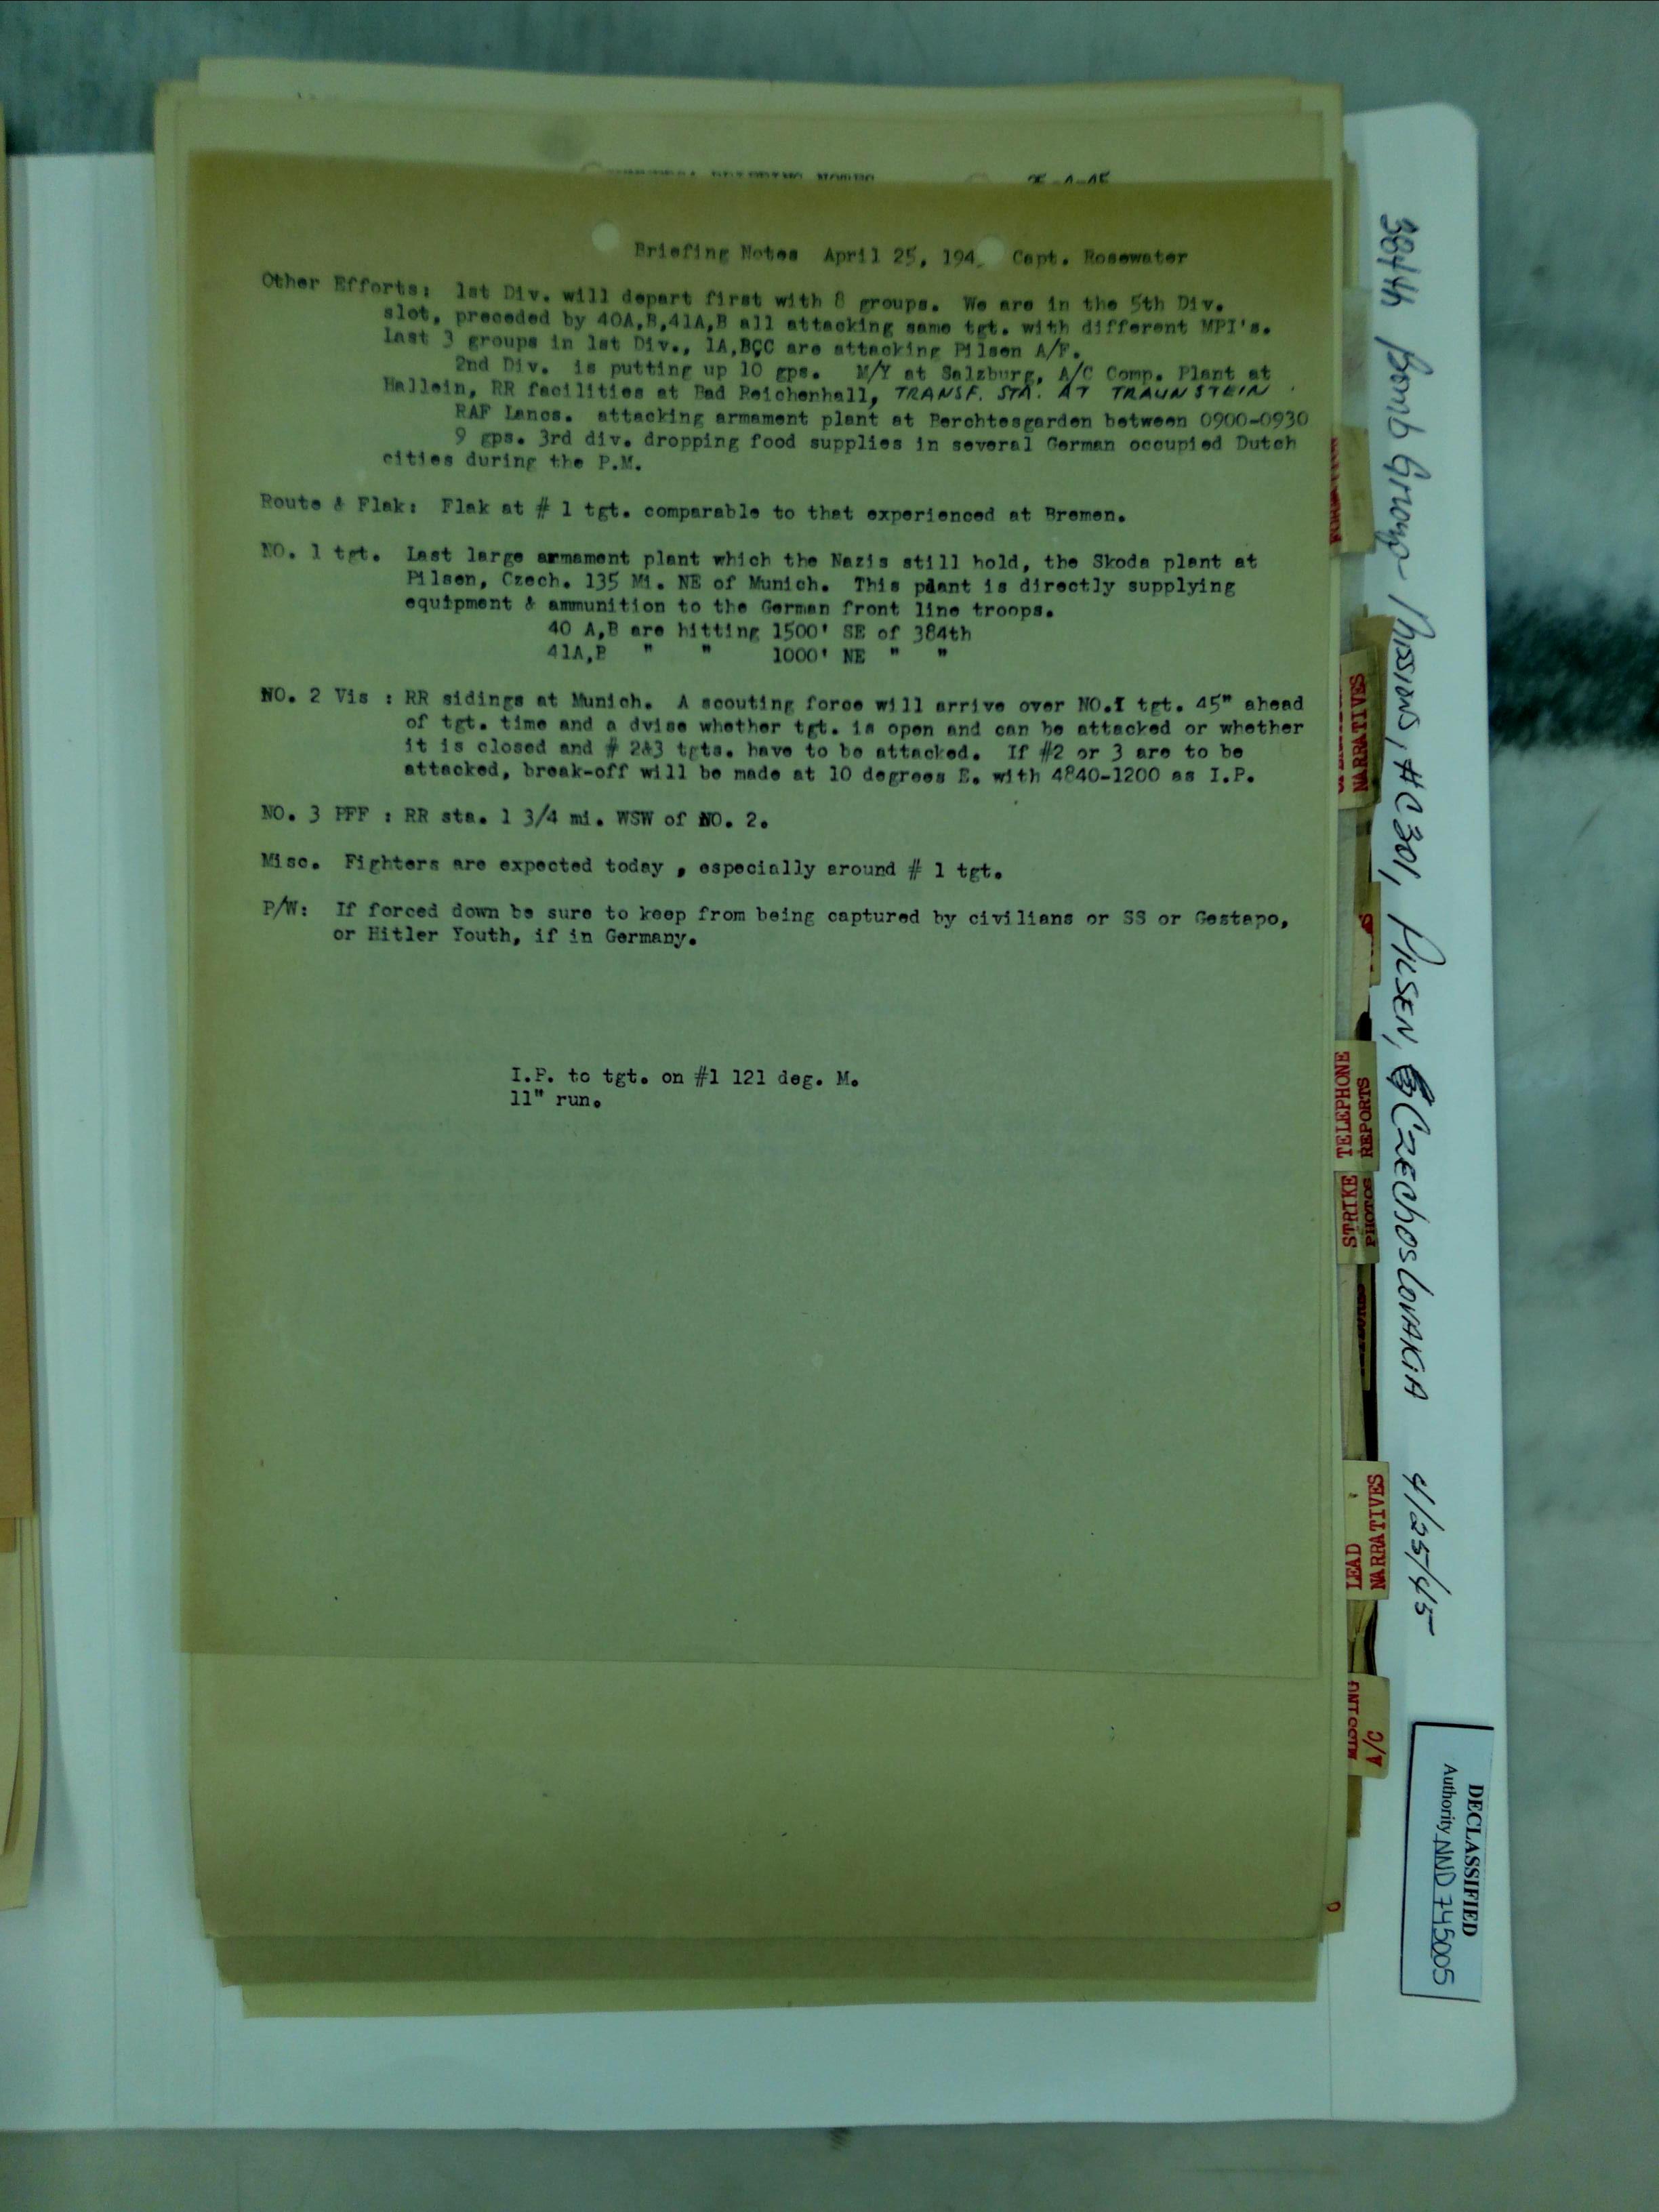 25-4-45
Briefing Notes April 25, 194 Capt. Rosewater
Other Efforts: 1st Div. will depart first with 8 groups. We are in the 5th Div.
slot, preceded by 40A,B,41A,B all attacking same tgt. with different MPI's.
Last 3 groups in 1st Div., 1A,B&C are attacking Pilsen A/F.
2nd Div. is putting up 10 gps. M/Y at Salzburg, A/C Comp. Plant at
Hallein, RR facilities at Bad Reichenhall, TRANSF. STA. AT TRAUNSTEIN
RAF Lancs. attacking armament plant at Berchtesgarden between 0900-0930
9 gps. 3rd div. dropping food supplies in several German occupied Dutch
cities during the P.M.
Route & Flak: Flak at # 1 tgt. comparable to that experienced at Bremen.
NO. 1 tgt. Last large armament plant which the Nazis still hold, the Skoda plant at
Pilsen, Czech. 135 Mi. NE of Munich. This plant is directly supplying
equipment & ammunition to the German front line troops.
40 A,B are hitting 1500' SE of 384th
41A,B " " 1000' NE " "
NO. 2 Vis : RR sidings at Munich. A scouting force will arrive over NO.1 tgt. 45" ahead
of tgt. time and a dvise whether tgt. is open and can be attacked or whether
it is closed and # 2&3 tgts. have to be attacked. If #2 or 3 are to be
attacked, break-off will be made at 10 degrees E. with 4840-1200 as I.P.
NO. 3 PFF : RR sta. 1 3/4 mi. WSW of NO. 2.
Misc. Fighters are expected today , especially around # 1 tgt.
P/W: If forced down be sure to keep from being captured by civilians or SS or Gestapo,
or Hitler Youth, if in Germany.
I.P. to tgt. on #1 121 deg. M.
11" run.
NARRATIVES
TELEPHONE
REPORTS
STRIKE
PHOTOS
LEAD
NARRATIVES
MISSING
A/C
384th Bomb Group Missions, #C301, PILSEN, CZECHOSLOVAKIA 4/25/45
DECLASSIFIED
Authority NND 745005